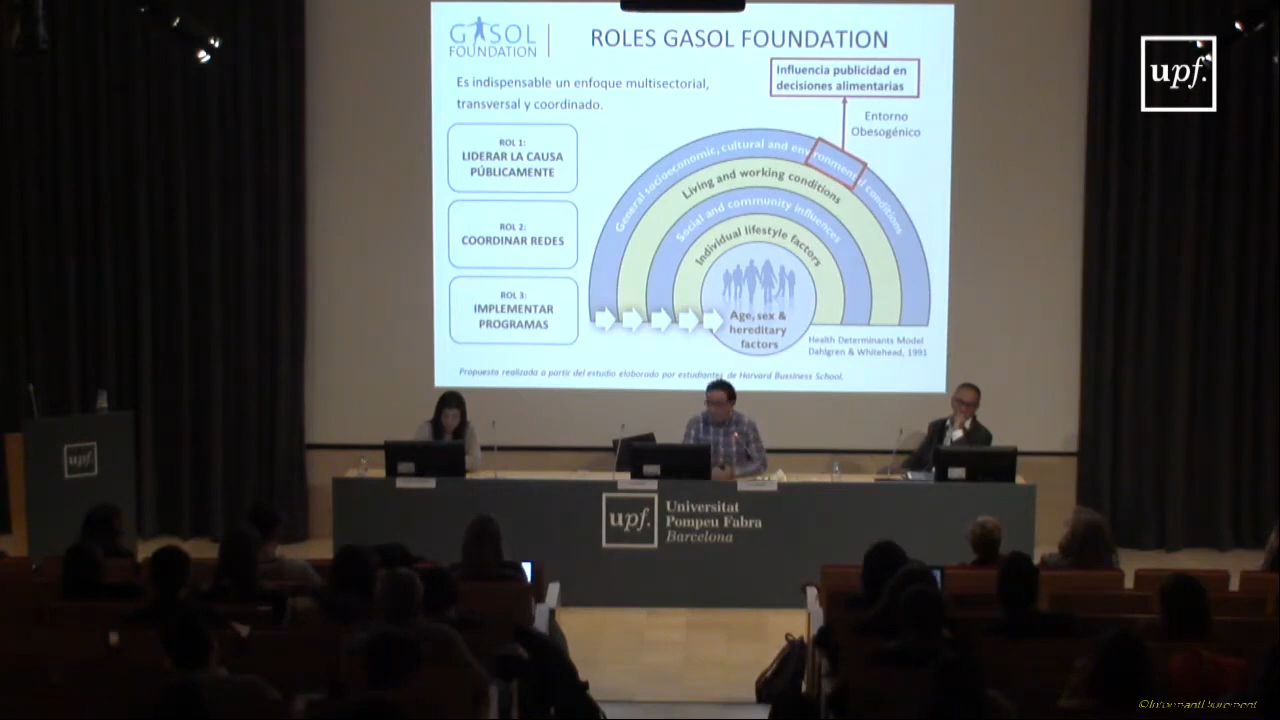 GASOL
FOUNDATION
ROLES GASOL FOUNDATION
Es indispensable un enfoque multisectorial,
transversal y coordinado.
Influencia publicidad en
decisiones alimentarias
Entorno
Obesogénico
ROL 1:
LIDERAR LA CAUSA
PÚBLICAMENTE
ROL 2:
COORDINAR REDES
ROL 3:
IMPLEMENTAR
PROGRAMAS
General socioeconomic, cultural and environmental conditions
Living and working conditions
Social and community influences
Individual lifestyle factors
Age, sex &
hereditary
factors
Health Determinants Model
Dahlgren & Whitehead, 1991
Propuesta realizada a partir del estudio elaborado por estudiantes de Harvard Bussiness School.
upf.
upf.
upf.
Universitat
Pompeu Fabra
Barcelona